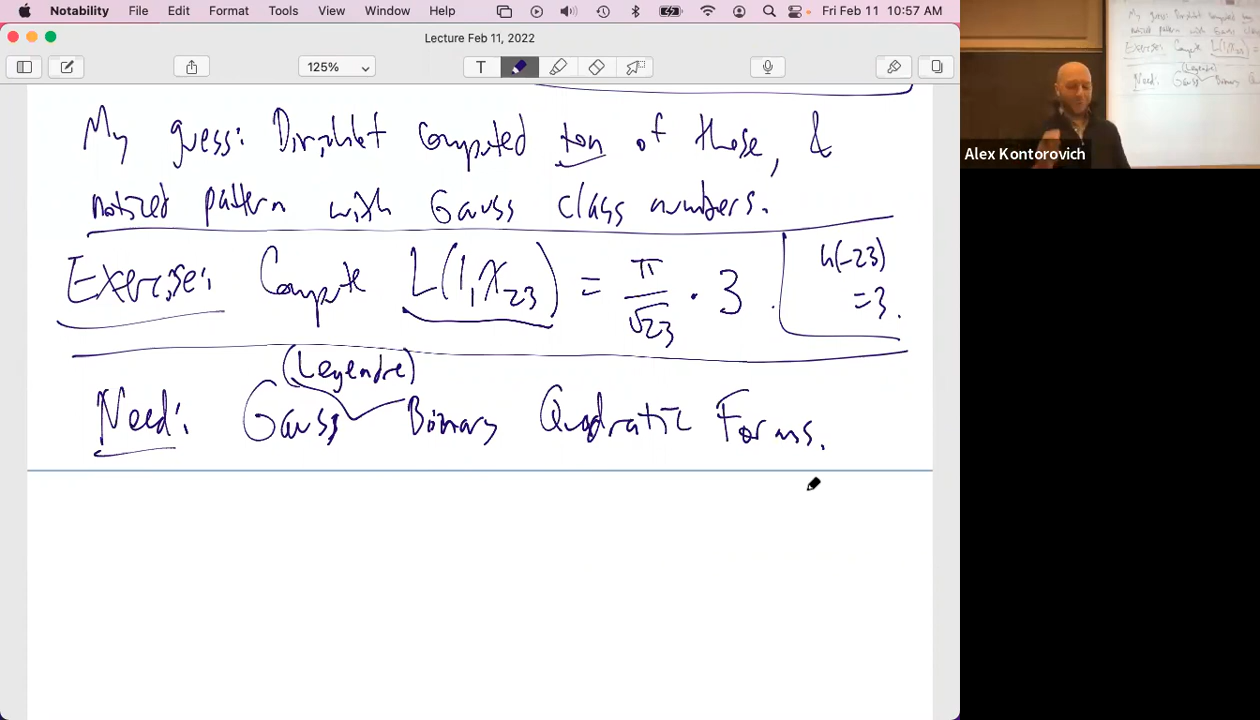 Notability File Edit Format Tools View Window Help Fri Feb 11 10:57 AM
Lecture Feb 11, 2022
125%
T
My guess: Dirichlet computed ton of these, &
noticed pattern with Gauss class numbers.
Exercise: Compute L(1, χ_23) = π/√23 · 3. h(-23)
= 3.
(Legendre)
Need: Gauss Binary Quadratic Forms.
Alex Kontorovich